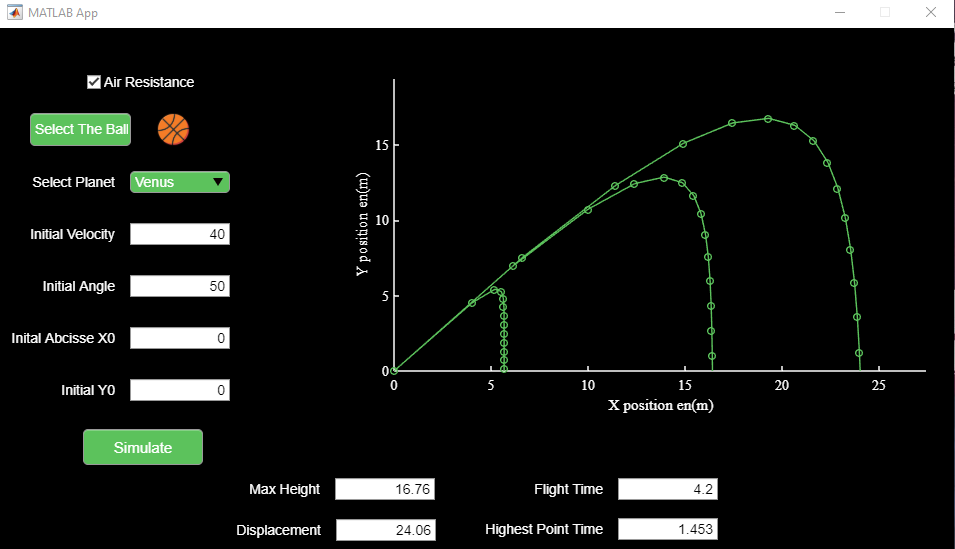 MATLAB App
Air Resistance
Select The Ball
Select Planet Venus
Initial Velocity 40
Initial Angle 50
Inital Abcisse X0 0
Initial Y0 0
Simulate
Y position en(m)
15
10
5
0
0 5 10 15 20 25
X position en(m)
Max Height 16.76
Flight Time 4.2
Displacement 24.06
Highest Point Time 1.453